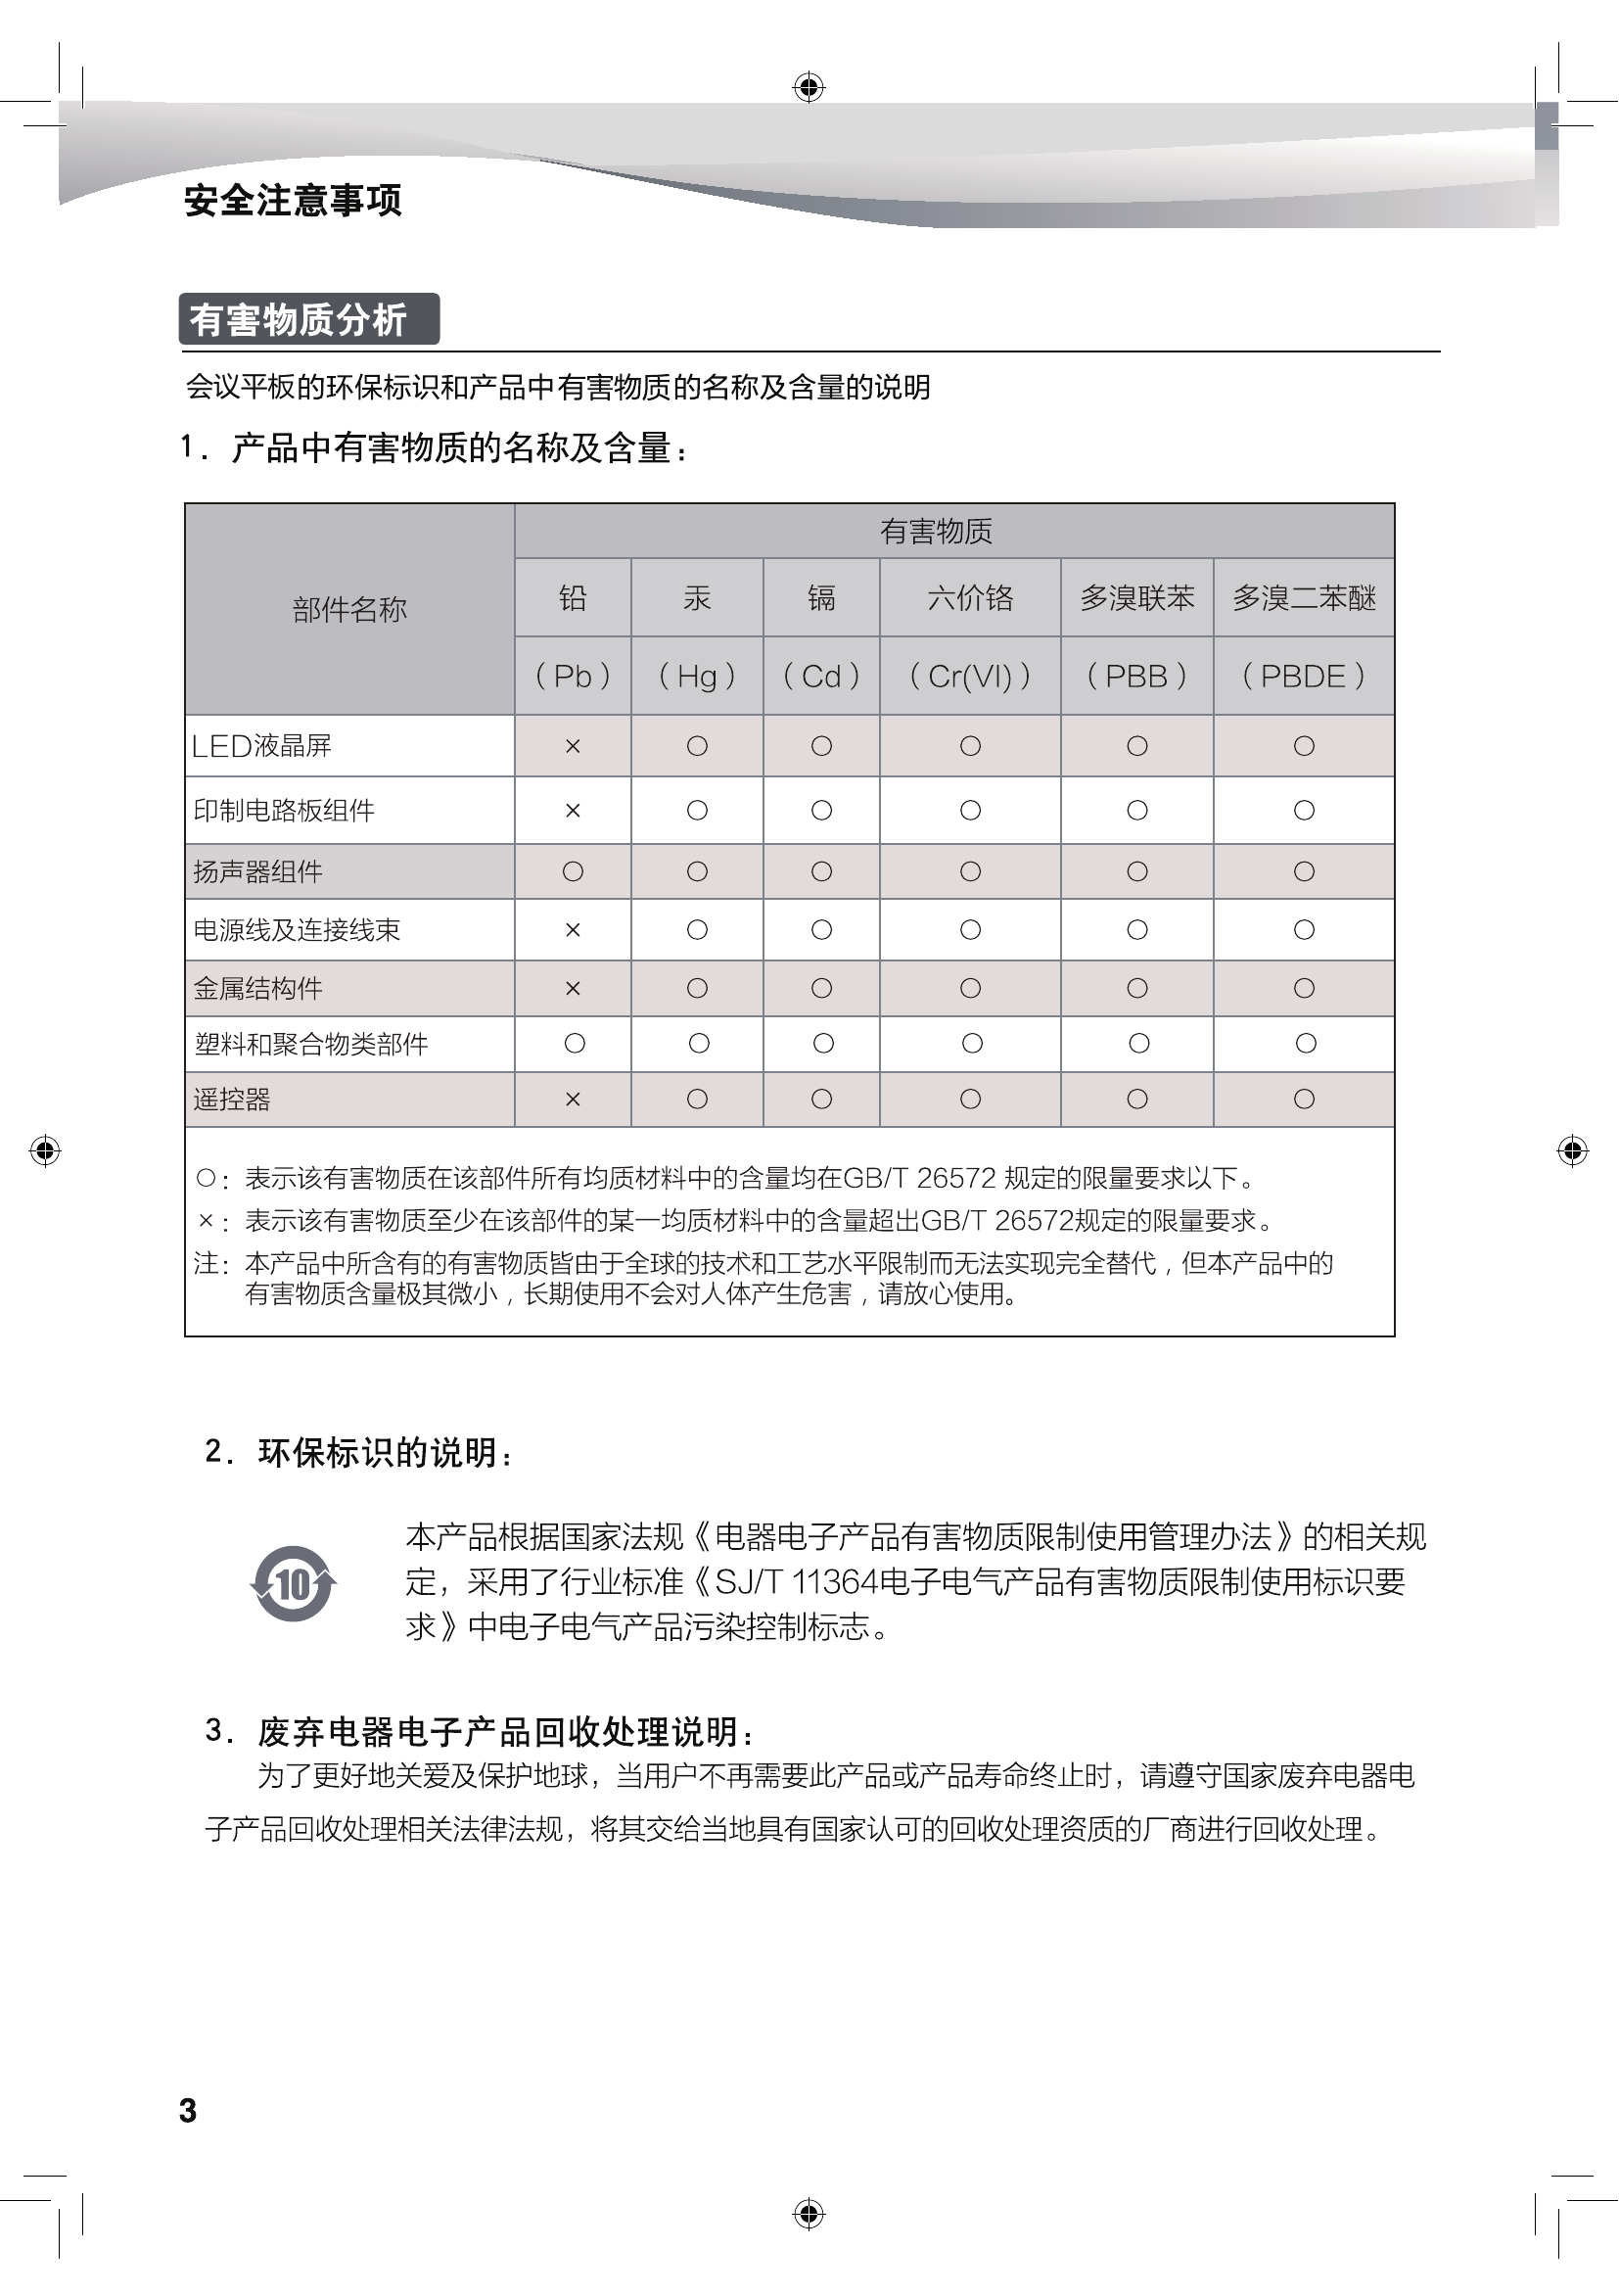 安全注意事项
有害物质分析
会议平板的环保标识和产品中有害物质的名称及含量的说明
1. 产品中有害物质的名称及含量：
部件名称 有害物质
铅 汞 镉 六价铬 多溴联苯 多溴二苯醚
（Pb） （Hg） （Cd） （Cr(VI)） （PBB） （PBDE）
LED液晶屏 × ○ ○ ○ ○ ○
印制电路板组件 × ○ ○ ○ ○ ○
扬声器组件 ○ ○ ○ ○ ○ ○
电源线及连接线束 × ○ ○ ○ ○ ○
金属结构件 × ○ ○ ○ ○ ○
塑料和聚合物类部件 ○ ○ ○ ○ ○ ○
遥控器 × ○ ○ ○ ○ ○
○：表示该有害物质在该部件所有均质材料中的含量均在GB/T 26572 规定的限量要求以下。
×：表示该有害物质至少在该部件的某一均质材料中的含量超出GB/T 26572规定的限量要求。
注：本产品中所含有的有害物质皆由于全球的技术和工艺水平限制而无法实现完全替代，但本产品中的
有害物质含量极其微小，长期使用不会对人体产生危害，请放心使用。
2. 环保标识的说明：
10
本产品根据国家法规《电器电子产品有害物质限制使用管理办法》的相关规
定，采用了行业标准《SJ/T 11364电子电气产品有害物质限制使用标识要
求》中电子电气产品污染控制标志。
3. 废弃电器电子产品回收处理说明：
为了更好地关爱及保护地球，当用户不再需要此产品或产品寿命终止时，请遵守国家废弃电器电
子产品回收处理相关法律法规，将其交给当地具有国家认可的回收处理资质的厂商进行回收处理。
3